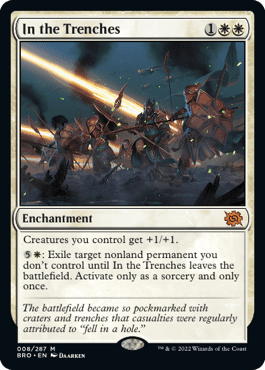 In the Trenches 1
Enchantment
Creatures you control get +1/+1.
5 : Exile target nonland permanent you
don't control until In the Trenches leaves the
battlefield. Activate only as a sorcery and only
once.
The battlefield became so pockmarked with
craters and trenches that casualties were regularly
attributed to "fell in a hole."
008/287 M
BRO • EN DAARKEN
™ & © 2022 Wizards of the Coast